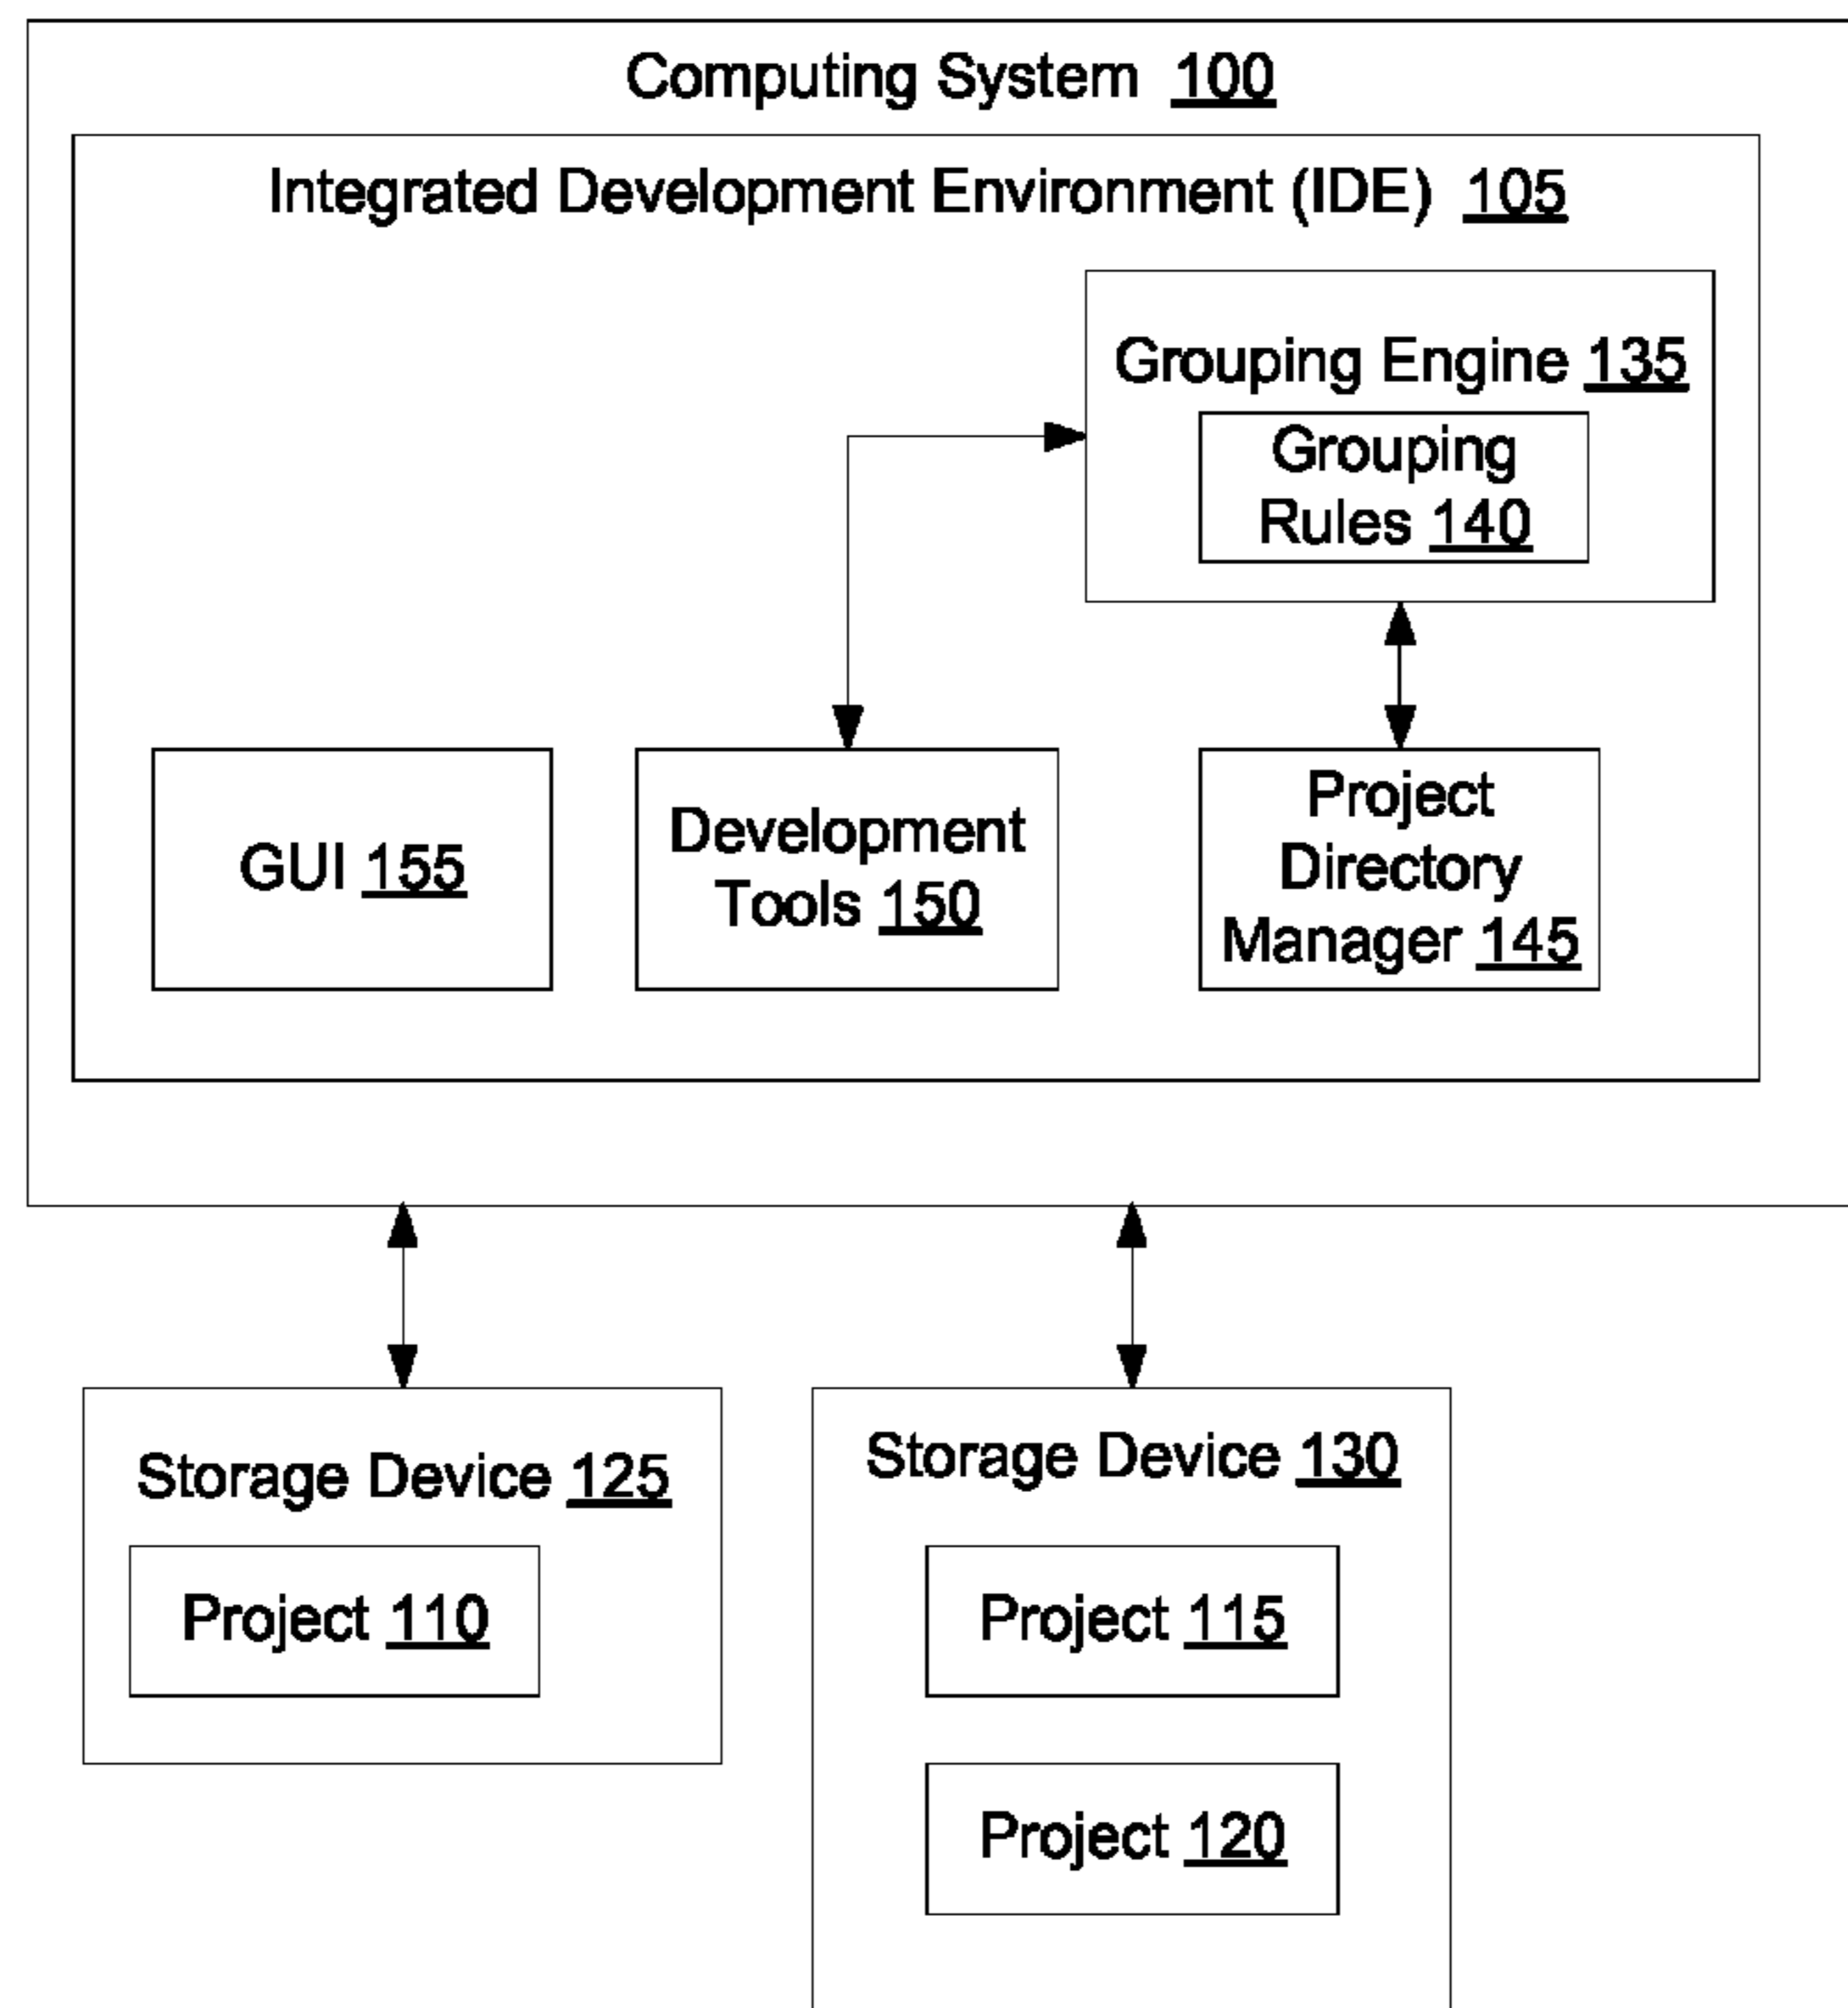 Computing System 100
Integrated Development Environment (IDE) 105
Grouping Engine 135
Grouping
Rules 140
GUI 155
Development
Tools 150
Project
Directory
Manager 145
Storage Device 125
Project 110
Storage Device 130
Project 115
Project 120